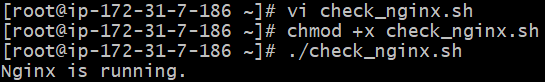 [root@ip-172-31-7-186 ~]# vi check_nginx.sh
[root@ip-172-31-7-186 ~]# chmod +x check_nginx.sh
[root@ip-172-31-7-186 ~]# ./check_nginx.sh
Nginx is running.